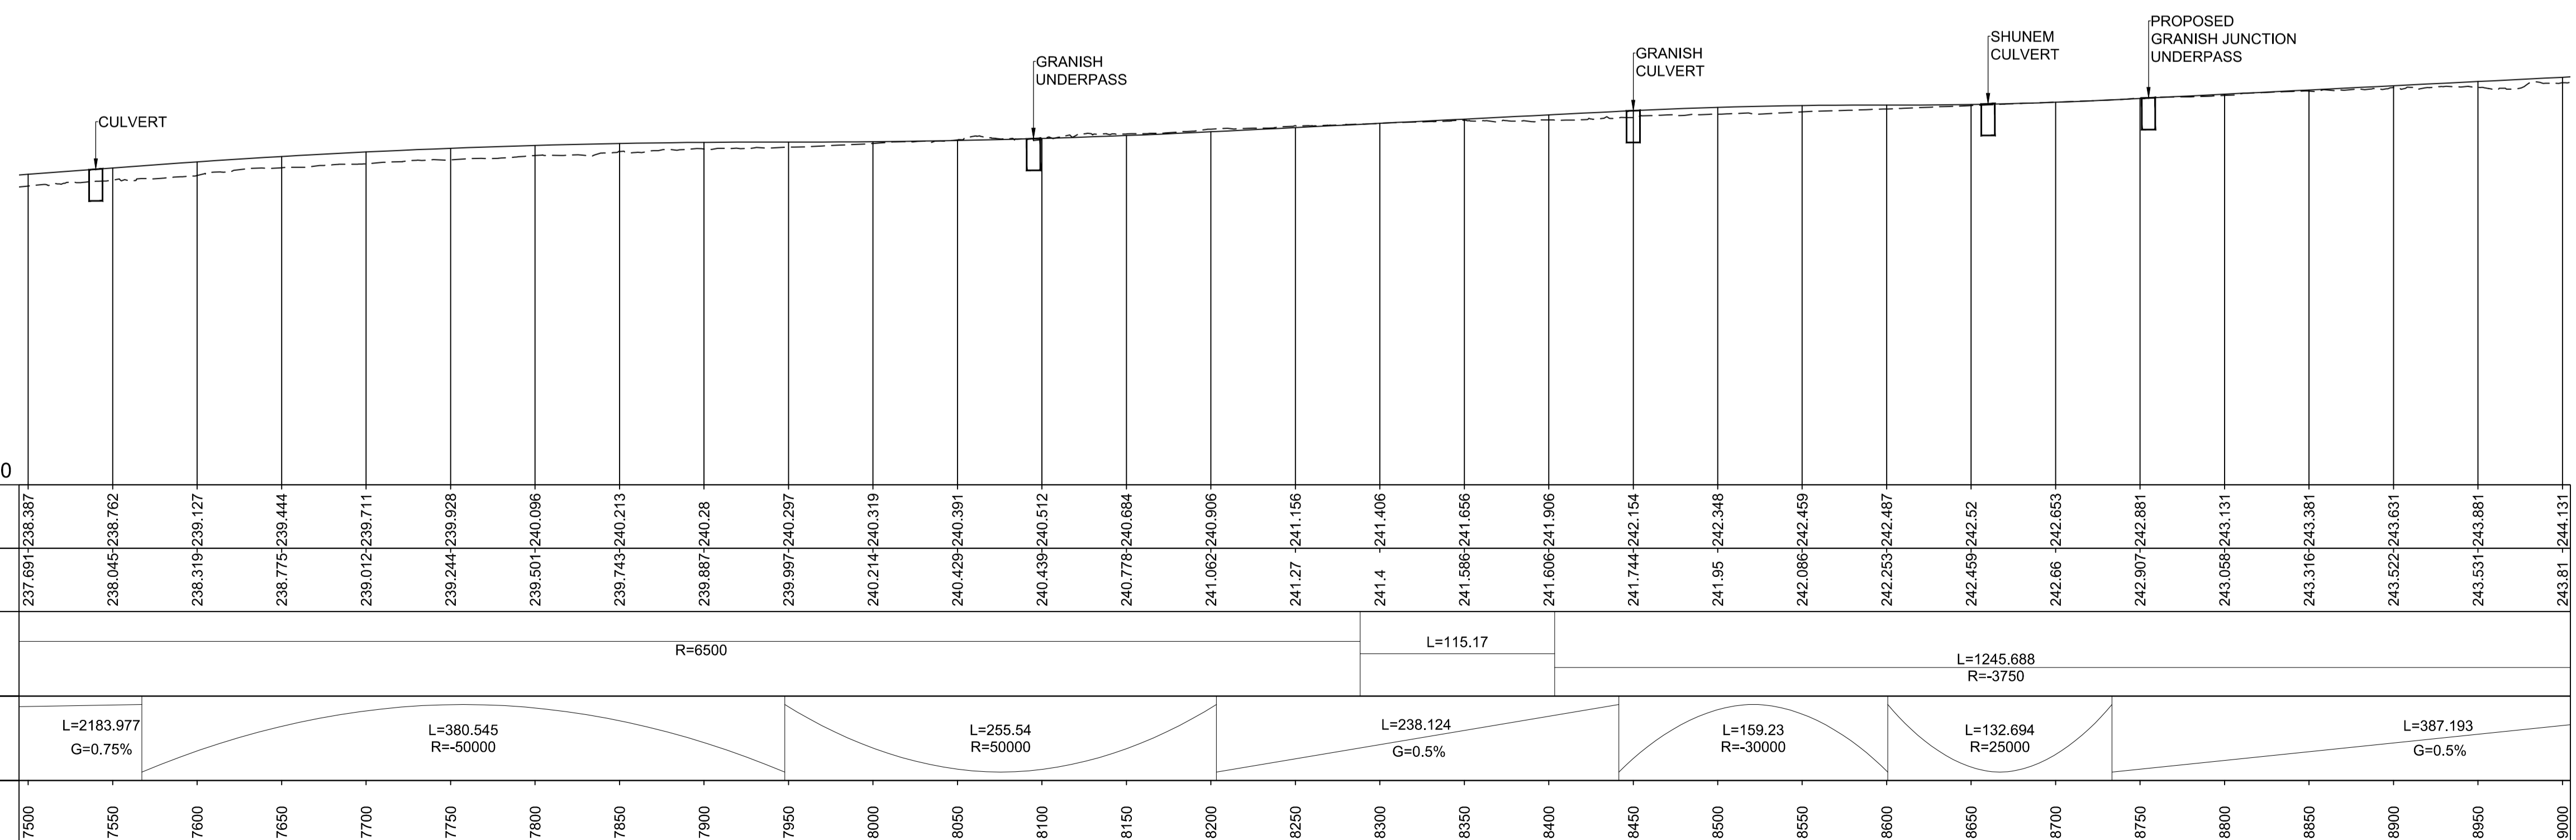 PROPOSED
GRANISH JUNCTION
UNDERPASS
SHUNEM
CULVERT
GRANISH
CULVERT
GRANISH
UNDERPASS
CULVERT
0
238.387 238.762 239.127 239.444 239.711 239.928 240.096 240.213 240.28 240.297 240.319 240.391 240.512 240.684 240.906 241.156 241.406 241.656 241.906 242.154 242.348 242.459 242.487 242.52 242.653 242.881 243.131 243.381 243.631 243.881 244.131
237.691 238.045 238.319 238.775 239.012 239.244 239.501 239.743 239.887 239.997 240.214 240.429 240.439 240.778 241.062 241.27 241.4 241.586 241.606 241.744 241.95 242.086 242.253 242.459 242.66 242.907 243.058 243.316 243.522 243.531 243.81
R=6500
L=115.17
L=1245.688
R=-3750
L=2183.977
G=0.75%
L=380.545
R=-50000
L=255.54
R=50000
L=238.124
G=0.5%
L=159.23
R=-30000
L=132.694
R=25000
L=387.193
G=0.5%
7500 7550 7600 7650 7700 7750 7800 7850 7900 7950 8000 8050 8100 8150 8200 8250 8300 8350 8400 8450 8500 8550 8600 8650 8700 8750 8800 8850 8900 8950 9000